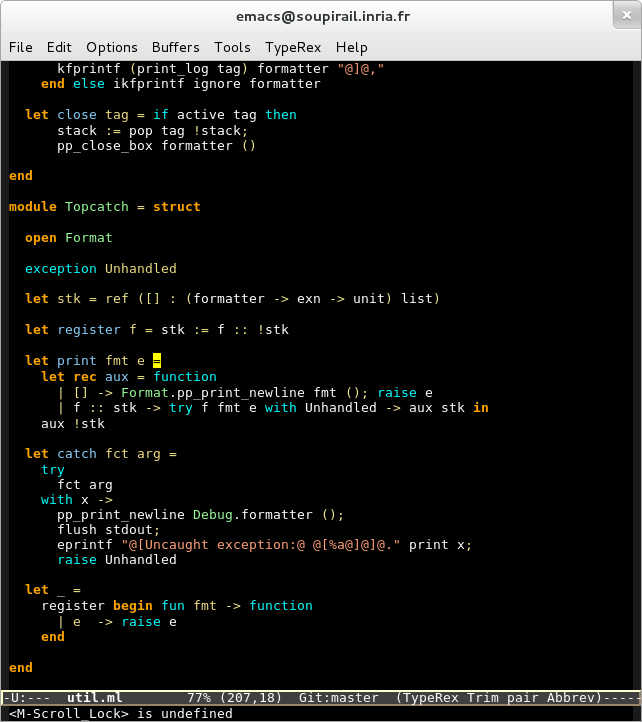 emacs@soupirail.inria.fr
File Edit Options Buffers Tools TypeRex Help
      kfprintf (print_log tag) formatter "@]@,"
    end else ikfprintf ignore formatter
  let close tag = if active tag then
      stack := pop tag !stack;
      pp_close_box formatter ()
end
module Topcatch = struct
  open Format
  exception Unhandled
  let stk = ref ([] : (formatter -> exn -> unit) list)
  let register f = stk := f :: !stk
  let print fmt e =
    let rec aux = function
      | [] -> Format.pp_print_newline fmt (); raise e
      | f :: stk -> try f fmt e with Unhandled -> aux stk in
    aux !stk
  let catch fct arg =
    try
      fct arg
    with x ->
      pp_print_newline Debug.formatter ();
      flush stdout;
      eprintf "@[Uncaught exception:@ @[%a@]@]@." print x;
      raise Unhandled
  let _ =
    register begin fun fmt -> function
      | e  -> raise e
    end
end
-U:---  util.ml        77% (207,18)  Git:master  (TypeRex Trim pair Abbrev)-----
<M-Scroll_Lock> is undefined